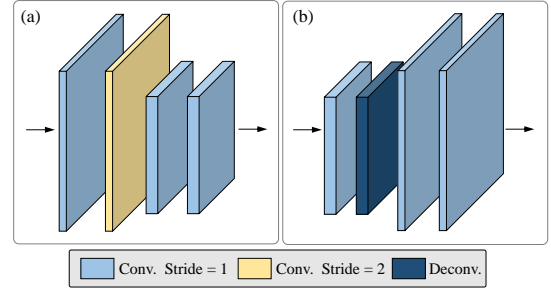 (a)
(b)
Conv. Stride = 1
Conv. Stride = 2
Deconv.